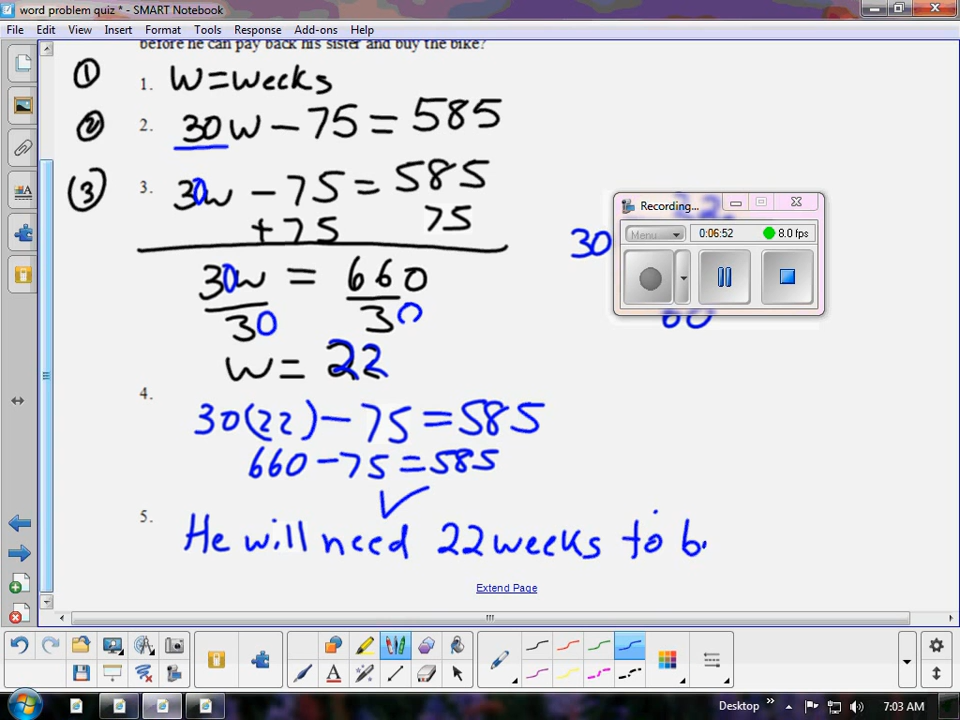 word problem quiz * - SMART Notebook
File Edit View Insert Format Tools Response Add-ons Help
before he can pay back his sister and buy the bike?
① 1. W=weeks
② 2. 30W-75=585
③ 3. 30w-75=585
+75 75
30w = 660
30 30
w = 22
4. 30(22)-75=585
660-75=585
✓
5. He will need 22 weeks to b
Extend Page
30
Recording...
Menu 0:06:52 8.0 fps
60
Desktop » 7:03 AM